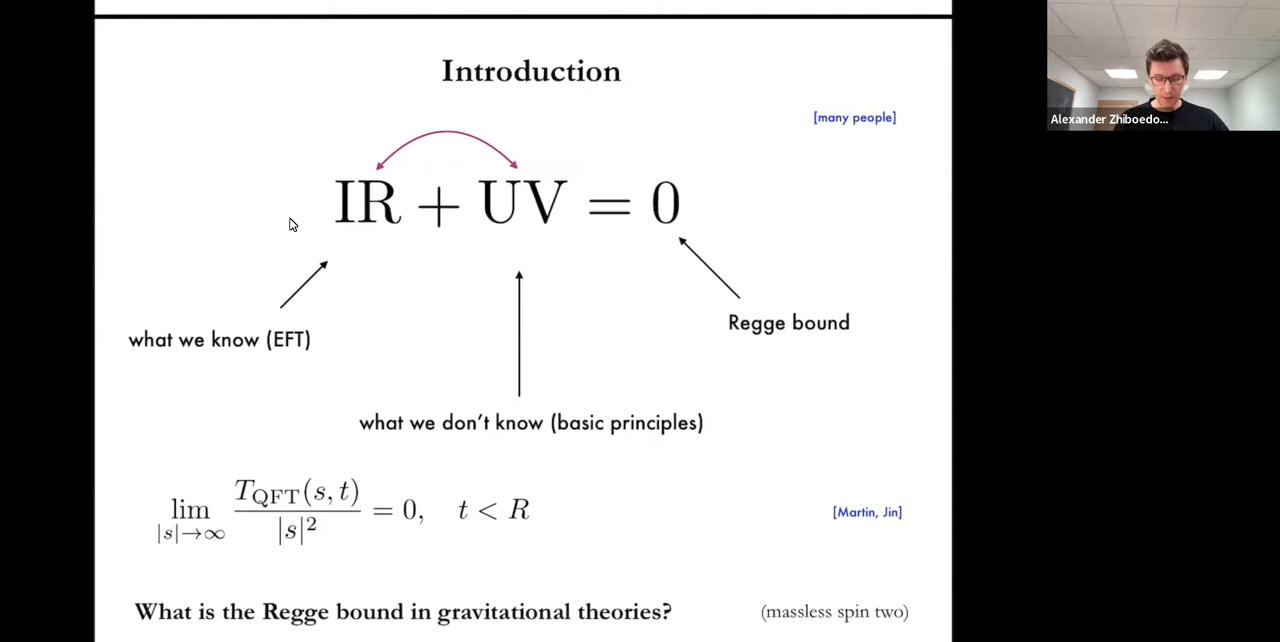 Introduction
[many people]
IR + UV = 0
what we know (EFT)
Regge bound
what we don't know (basic principles)
lim_{|s|→∞} T_QFT(s, t) / |s|^2 = 0, t < R
[Martin, Jin]
What is the Regge bound in gravitational theories?
(massless spin two)
Alexander Zhiboedo...